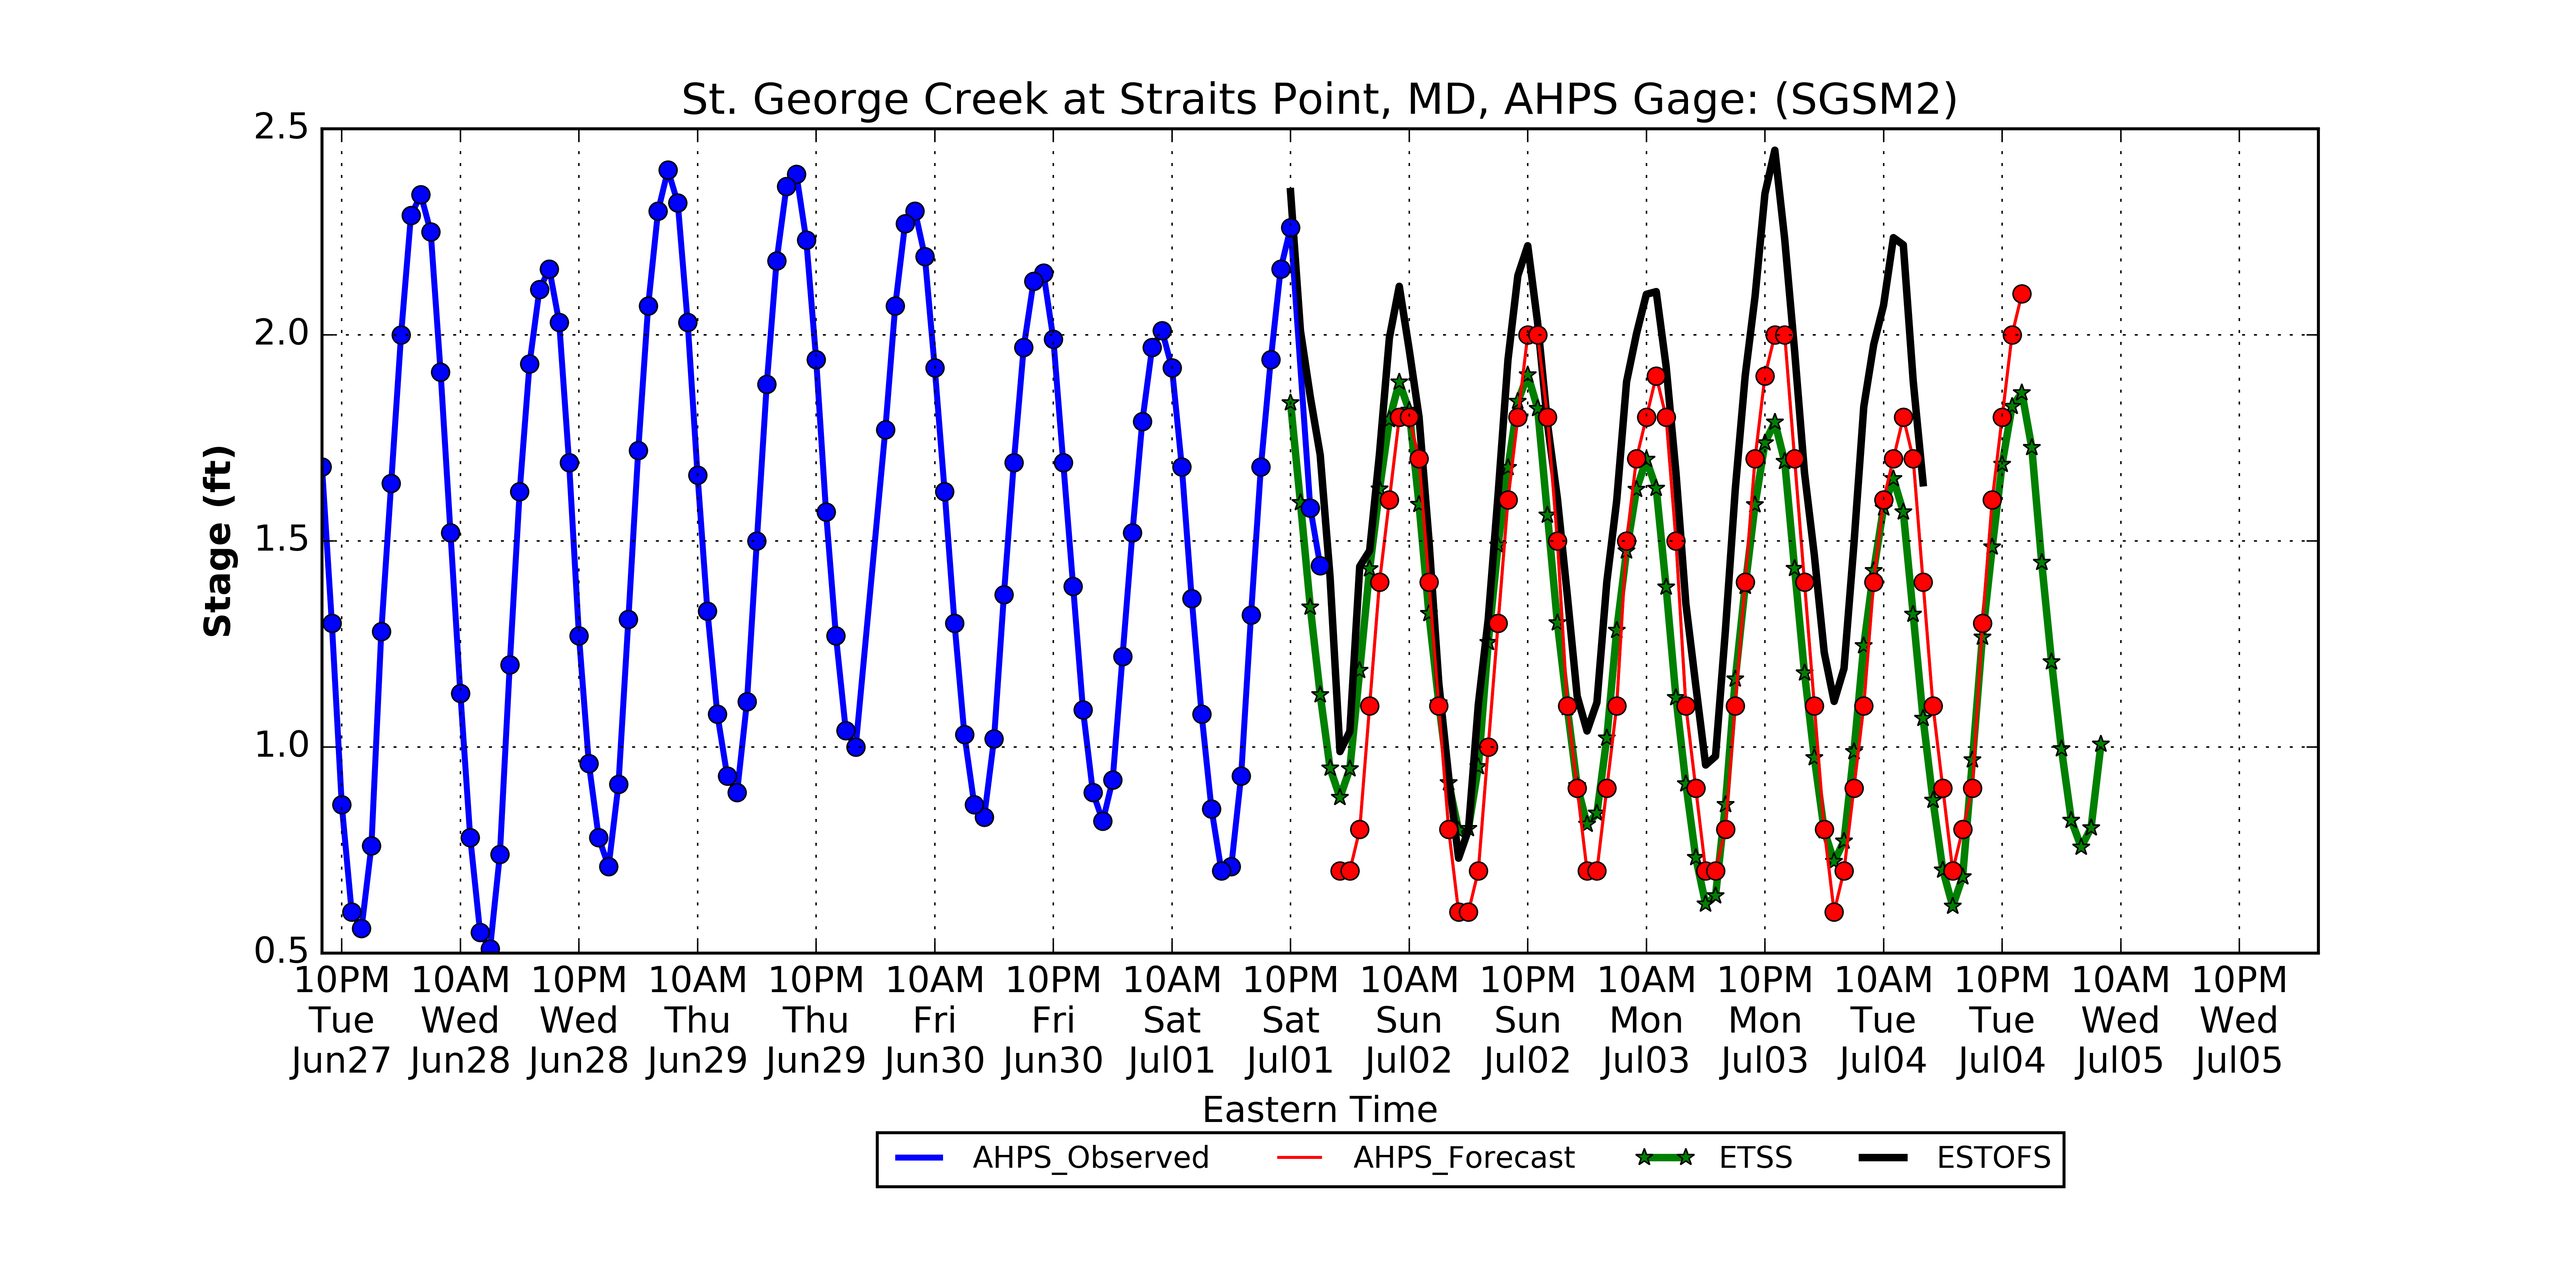 St. George Creek at Straits Point, MD, AHPS Gage: (SGSM2)
2.5
2.0
1.5
1.0
0.5
Stage (ft)
10PM 10AM 10PM 10AM 10PM 10AM 10PM 10AM 10PM 10AM 10PM 10AM 10PM 10AM 10PM 10AM 10PM
Tue Wed Wed Thu Thu Fri Fri Sat Sat Sun Sun Mon Mon Tue Tue Wed Wed
Jun27 Jun28 Jun28 Jun29 Jun29 Jun30 Jun30 Jul01 Jul01 Jul02 Jul02 Jul03 Jul03 Jul04 Jul04 Jul05 Jul05
Eastern Time
AHPS_Observed AHPS_Forecast ETSS ESTOFS